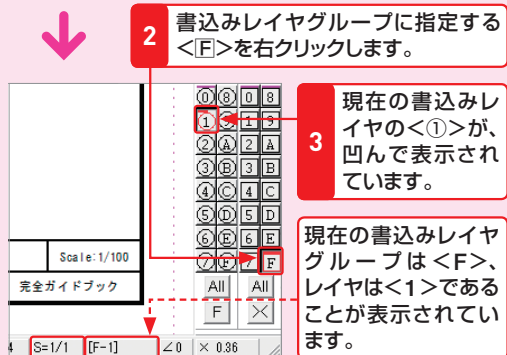 2
書込みレイヤグループに指定する
<F>を右クリックします。
⓪ ⑧ 0 8
① ⑨ 1 9
② Ⓐ 2 A
③ Ⓑ 3 B
④ Ⓒ 4 C
⑤ Ⓓ 5 D
⑥ Ⓔ 6 E
⑦ Ⓕ 7 F
All All
F ×
3
現在の書込みレ
イヤの<①>が、
凹んで表示され
ています。
Scale:1/100
完全ガイドブック
現在の書込みレイヤ
グループは<F>、
レイヤは<1>である
ことが表示されてい
ます。
4 S=1/1 [F-1] ∠0 × 0.36